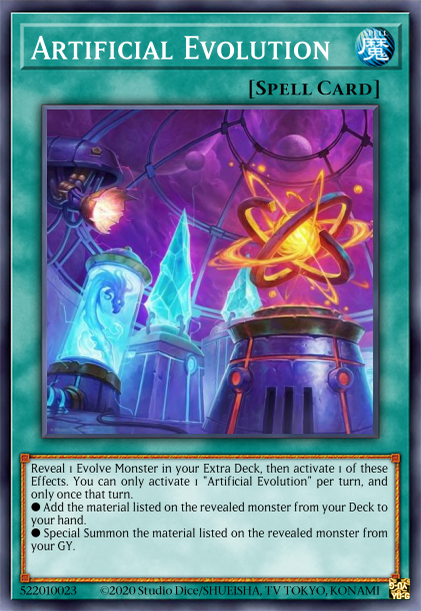 ARTIFICIAL EVOLUTION
SPELL
魔
[SPELL CARD]
Reveal 1 Evolve Monster in your Extra Deck, then activate 1 of these
Effects. You can only activate 1 "Artificial Evolution" per turn, and
only once that turn.
● Add the material listed on the revealed monster from your Deck to
your hand.
● Special Summon the material listed on the revealed monster from
your GY.
522010023 ©2020 Studio Dice/SHUEISHA, TV TOKYO, KONAMI